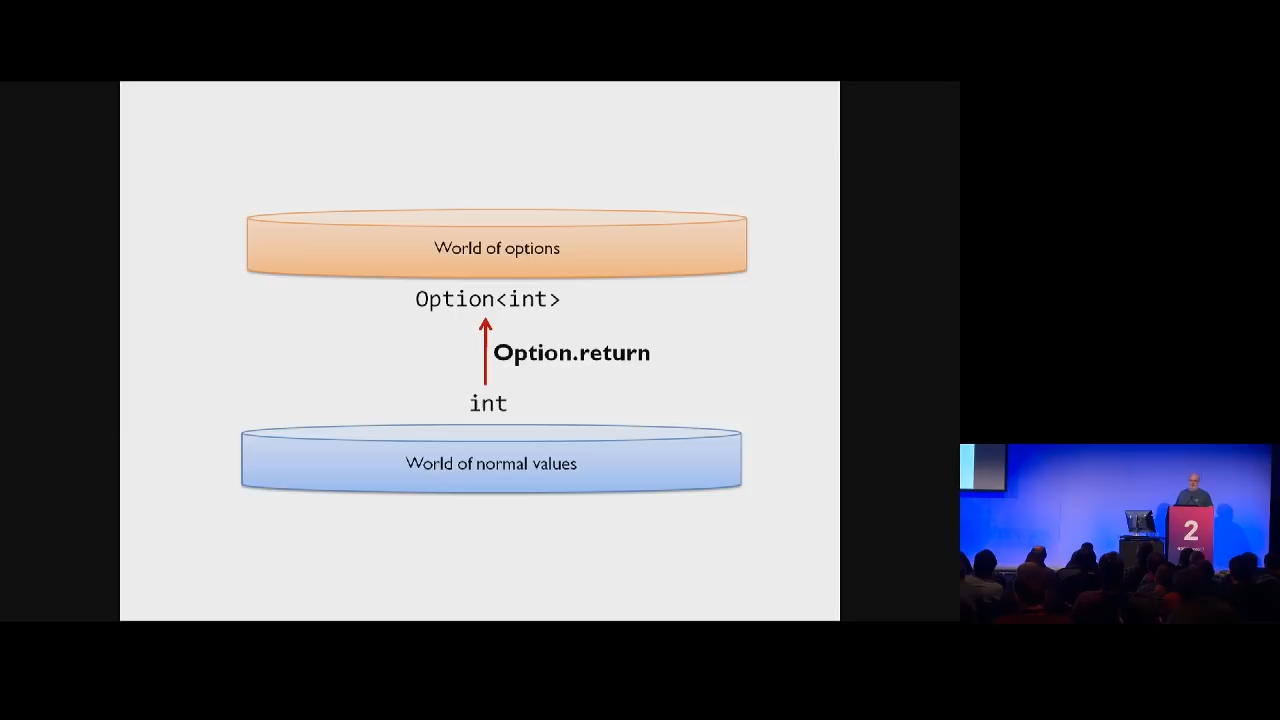 World of options
Option<int>
Option.return
int
World of normal values
2